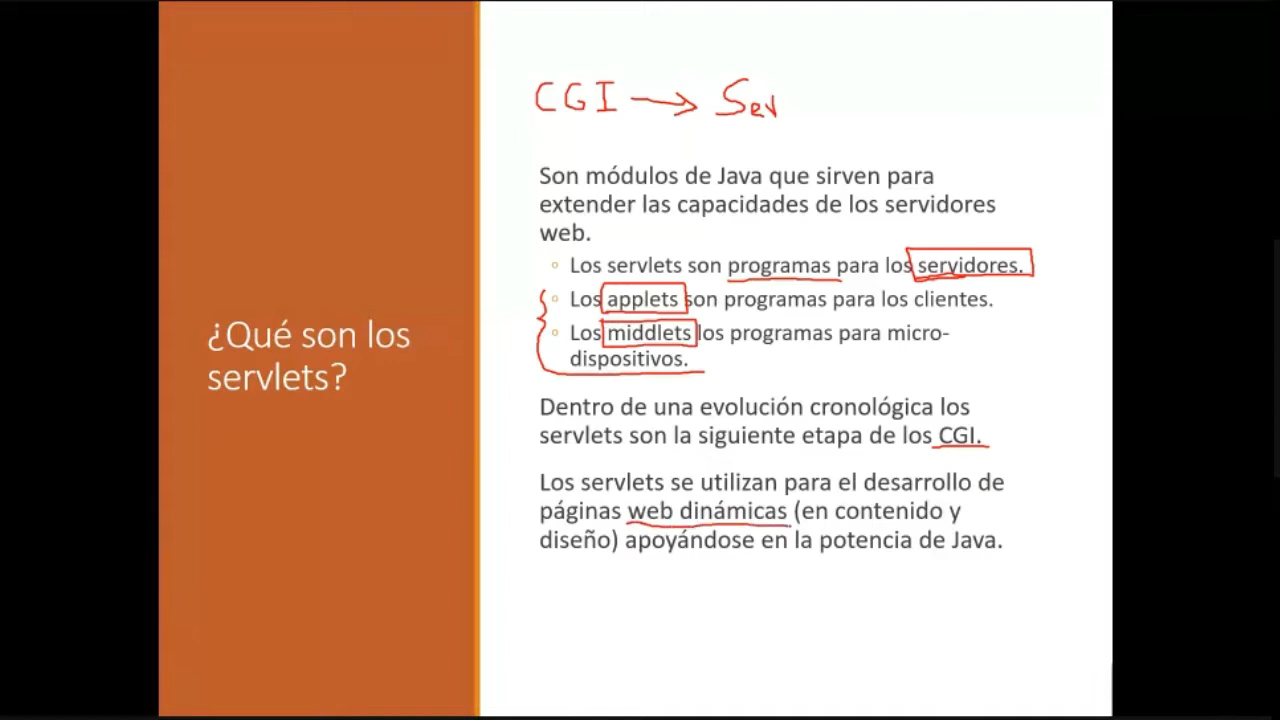 ¿Qué son los
servlets?
CGI → Ser
Son módulos de Java que sirven para
extender las capacidades de los servidores
web.
◦ Los servlets son programas para los servidores.
◦ Los applets son programas para los clientes.
◦ Los middlets los programas para micro-
dispositivos.
Dentro de una evolución cronológica los
servlets son la siguiente etapa de los CGI.
Los servlets se utilizan para el desarrollo de
páginas web dinámicas (en contenido y
diseño) apoyándose en la potencia de Java.